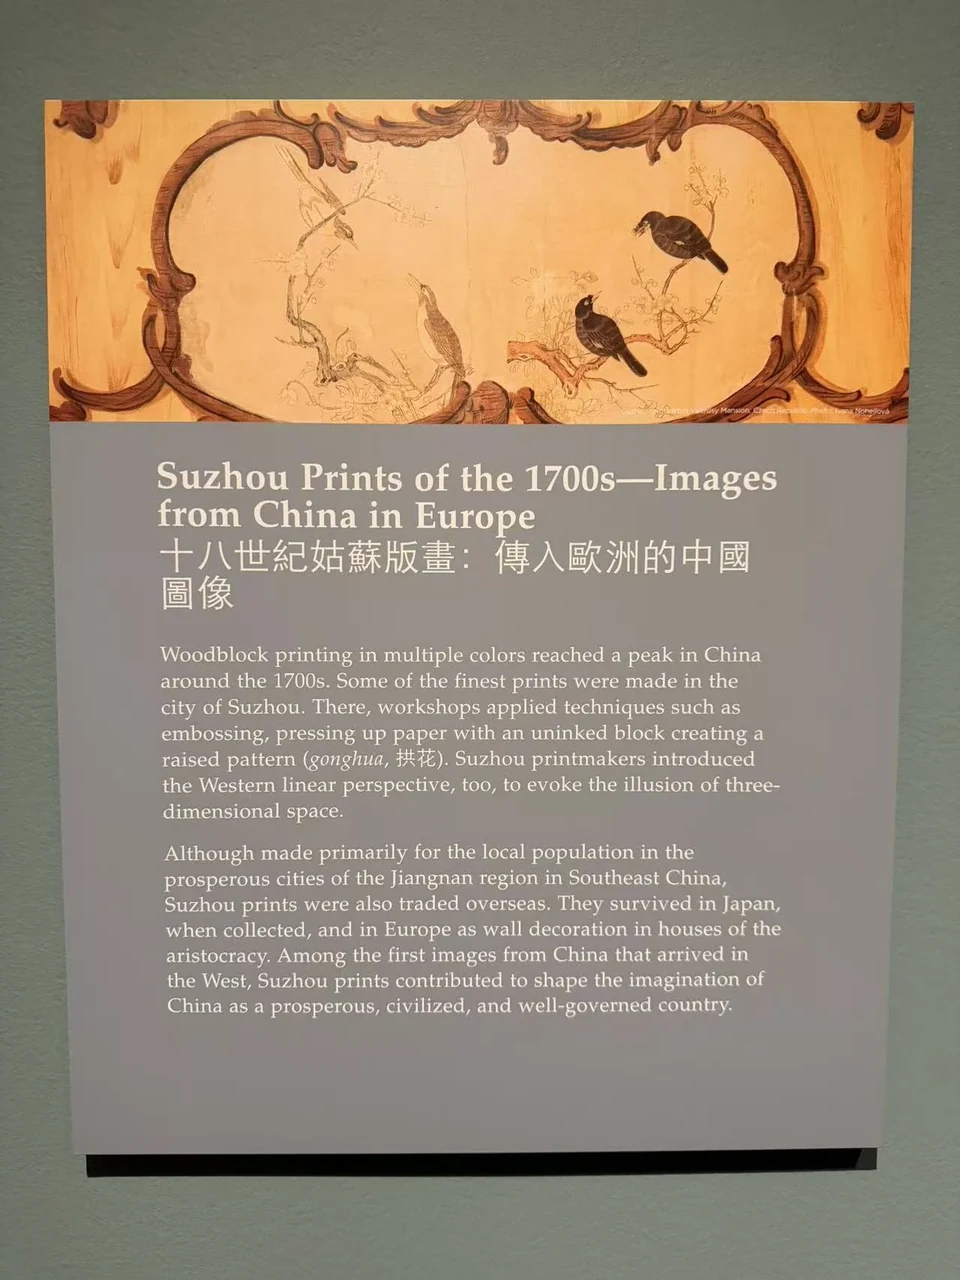 Valtrusy Mansion, Czech Republic. Photo: Ivana Nohejlová
Suzhou Prints of the 1700s—Images
from China in Europe
十八世紀姑蘇版畫：傳入歐洲的中國
圖像
Woodblock printing in multiple colors reached a peak in China
around the 1700s. Some of the finest prints were made in the
city of Suzhou. There, workshops applied techniques such as
embossing, pressing up paper with an uninked block creating a
raised pattern (gonghua, 拱花). Suzhou printmakers introduced
the Western linear perspective, too, to evoke the illusion of three-
dimensional space.
Although made primarily for the local population in the
prosperous cities of the Jiangnan region in Southeast China,
Suzhou prints were also traded overseas. They survived in Japan,
when collected, and in Europe as wall decoration in houses of the
aristocracy. Among the first images from China that arrived in
the West, Suzhou prints contributed to shape the imagination of
China as a prosperous, civilized, and well-governed country.